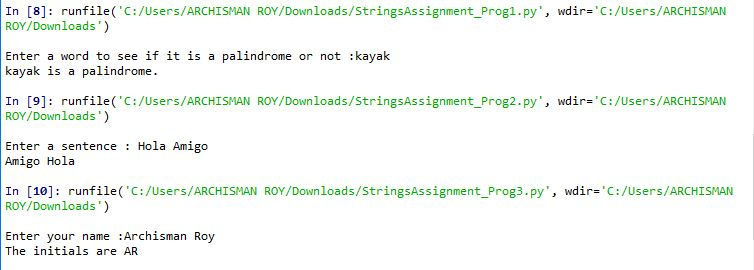 In [8]: runfile('C:/Users/ARCHISMAN ROY/Downloads/StringsAssignment_Prog1.py', wdir='C:/Users/ARCHISMAN
ROY/Downloads')
Enter a word to see if it is a palindrome or not :kayak
kayak is a palindrome.
In [9]: runfile('C:/Users/ARCHISMAN ROY/Downloads/StringsAssignment_Prog2.py', wdir='C:/Users/ARCHISMAN
ROY/Downloads')
Enter a sentence : Hola Amigo
Amigo Hola
In [10]: runfile('C:/Users/ARCHISMAN ROY/Downloads/StringsAssignment_Prog3.py', wdir='C:/Users/ARCHISMAN
ROY/Downloads')
Enter your name :Archisman Roy
The initials are AR